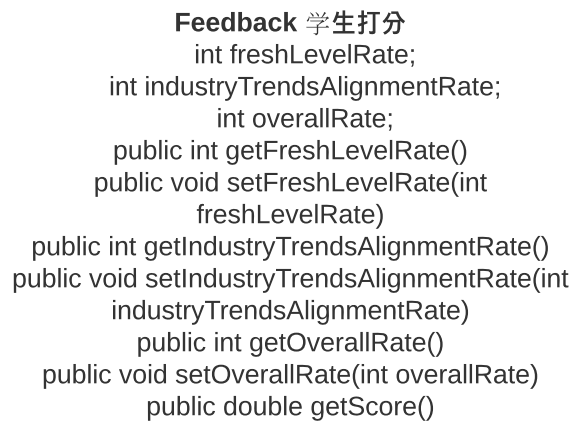 Feedback 学生打分
int freshLevelRate;
int industryTrendsAlignmentRate;
int overallRate;
public int getFreshLevelRate()
public void setFreshLevelRate(int
freshLevelRate)
public int getIndustryTrendsAlignmentRate()
public void setIndustryTrendsAlignmentRate(int
industryTrendsAlignmentRate)
public int getOverallRate()
public void setOverallRate(int overallRate)
public double getScore()